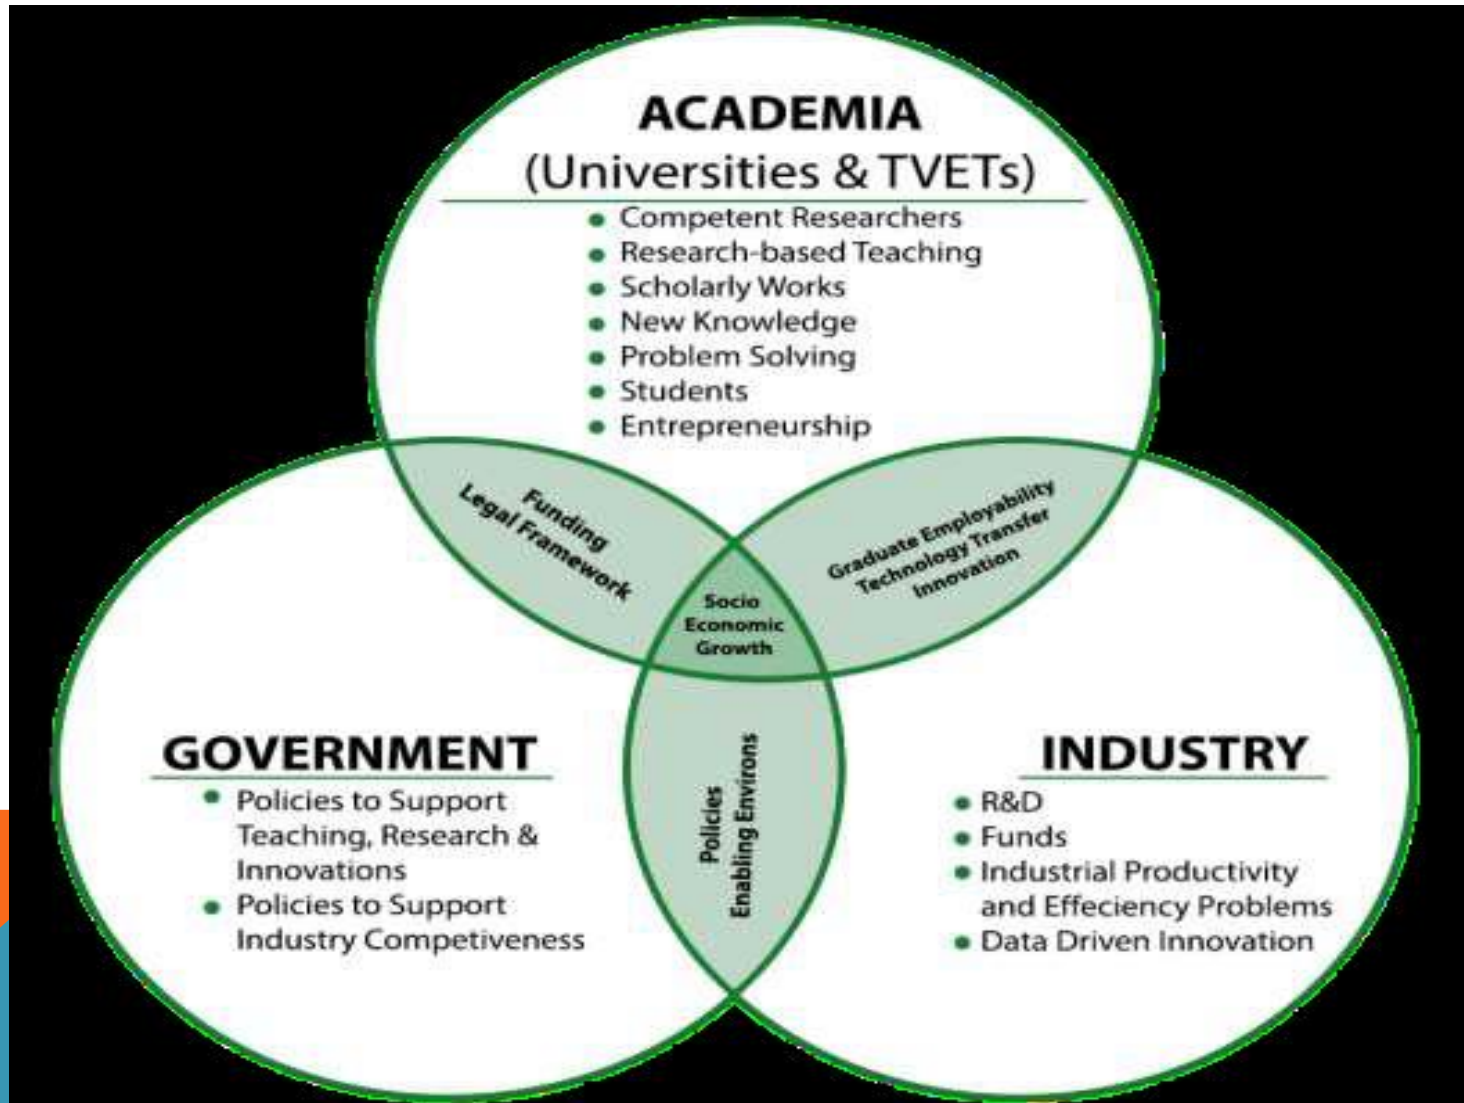 ACADEMIA
(Universities & TVETs)
• Competent Researchers
• Research-based Teaching
• Scholarly Works
• New Knowledge
• Problem Solving
• Students
• Entrepreneurship
Funding
Legal Framework
Graduate Employability
Technology Transfer
Innovation
Socio
Economic
Growth
GOVERNMENT
• Policies to Support
Teaching, Research &
Innovations
• Policies to Support
Industry Competiveness
Policies
Enabling Environs
INDUSTRY
• R&D
• Funds
• Industrial Productivity
and Effeciency Problems
• Data Driven Innovation